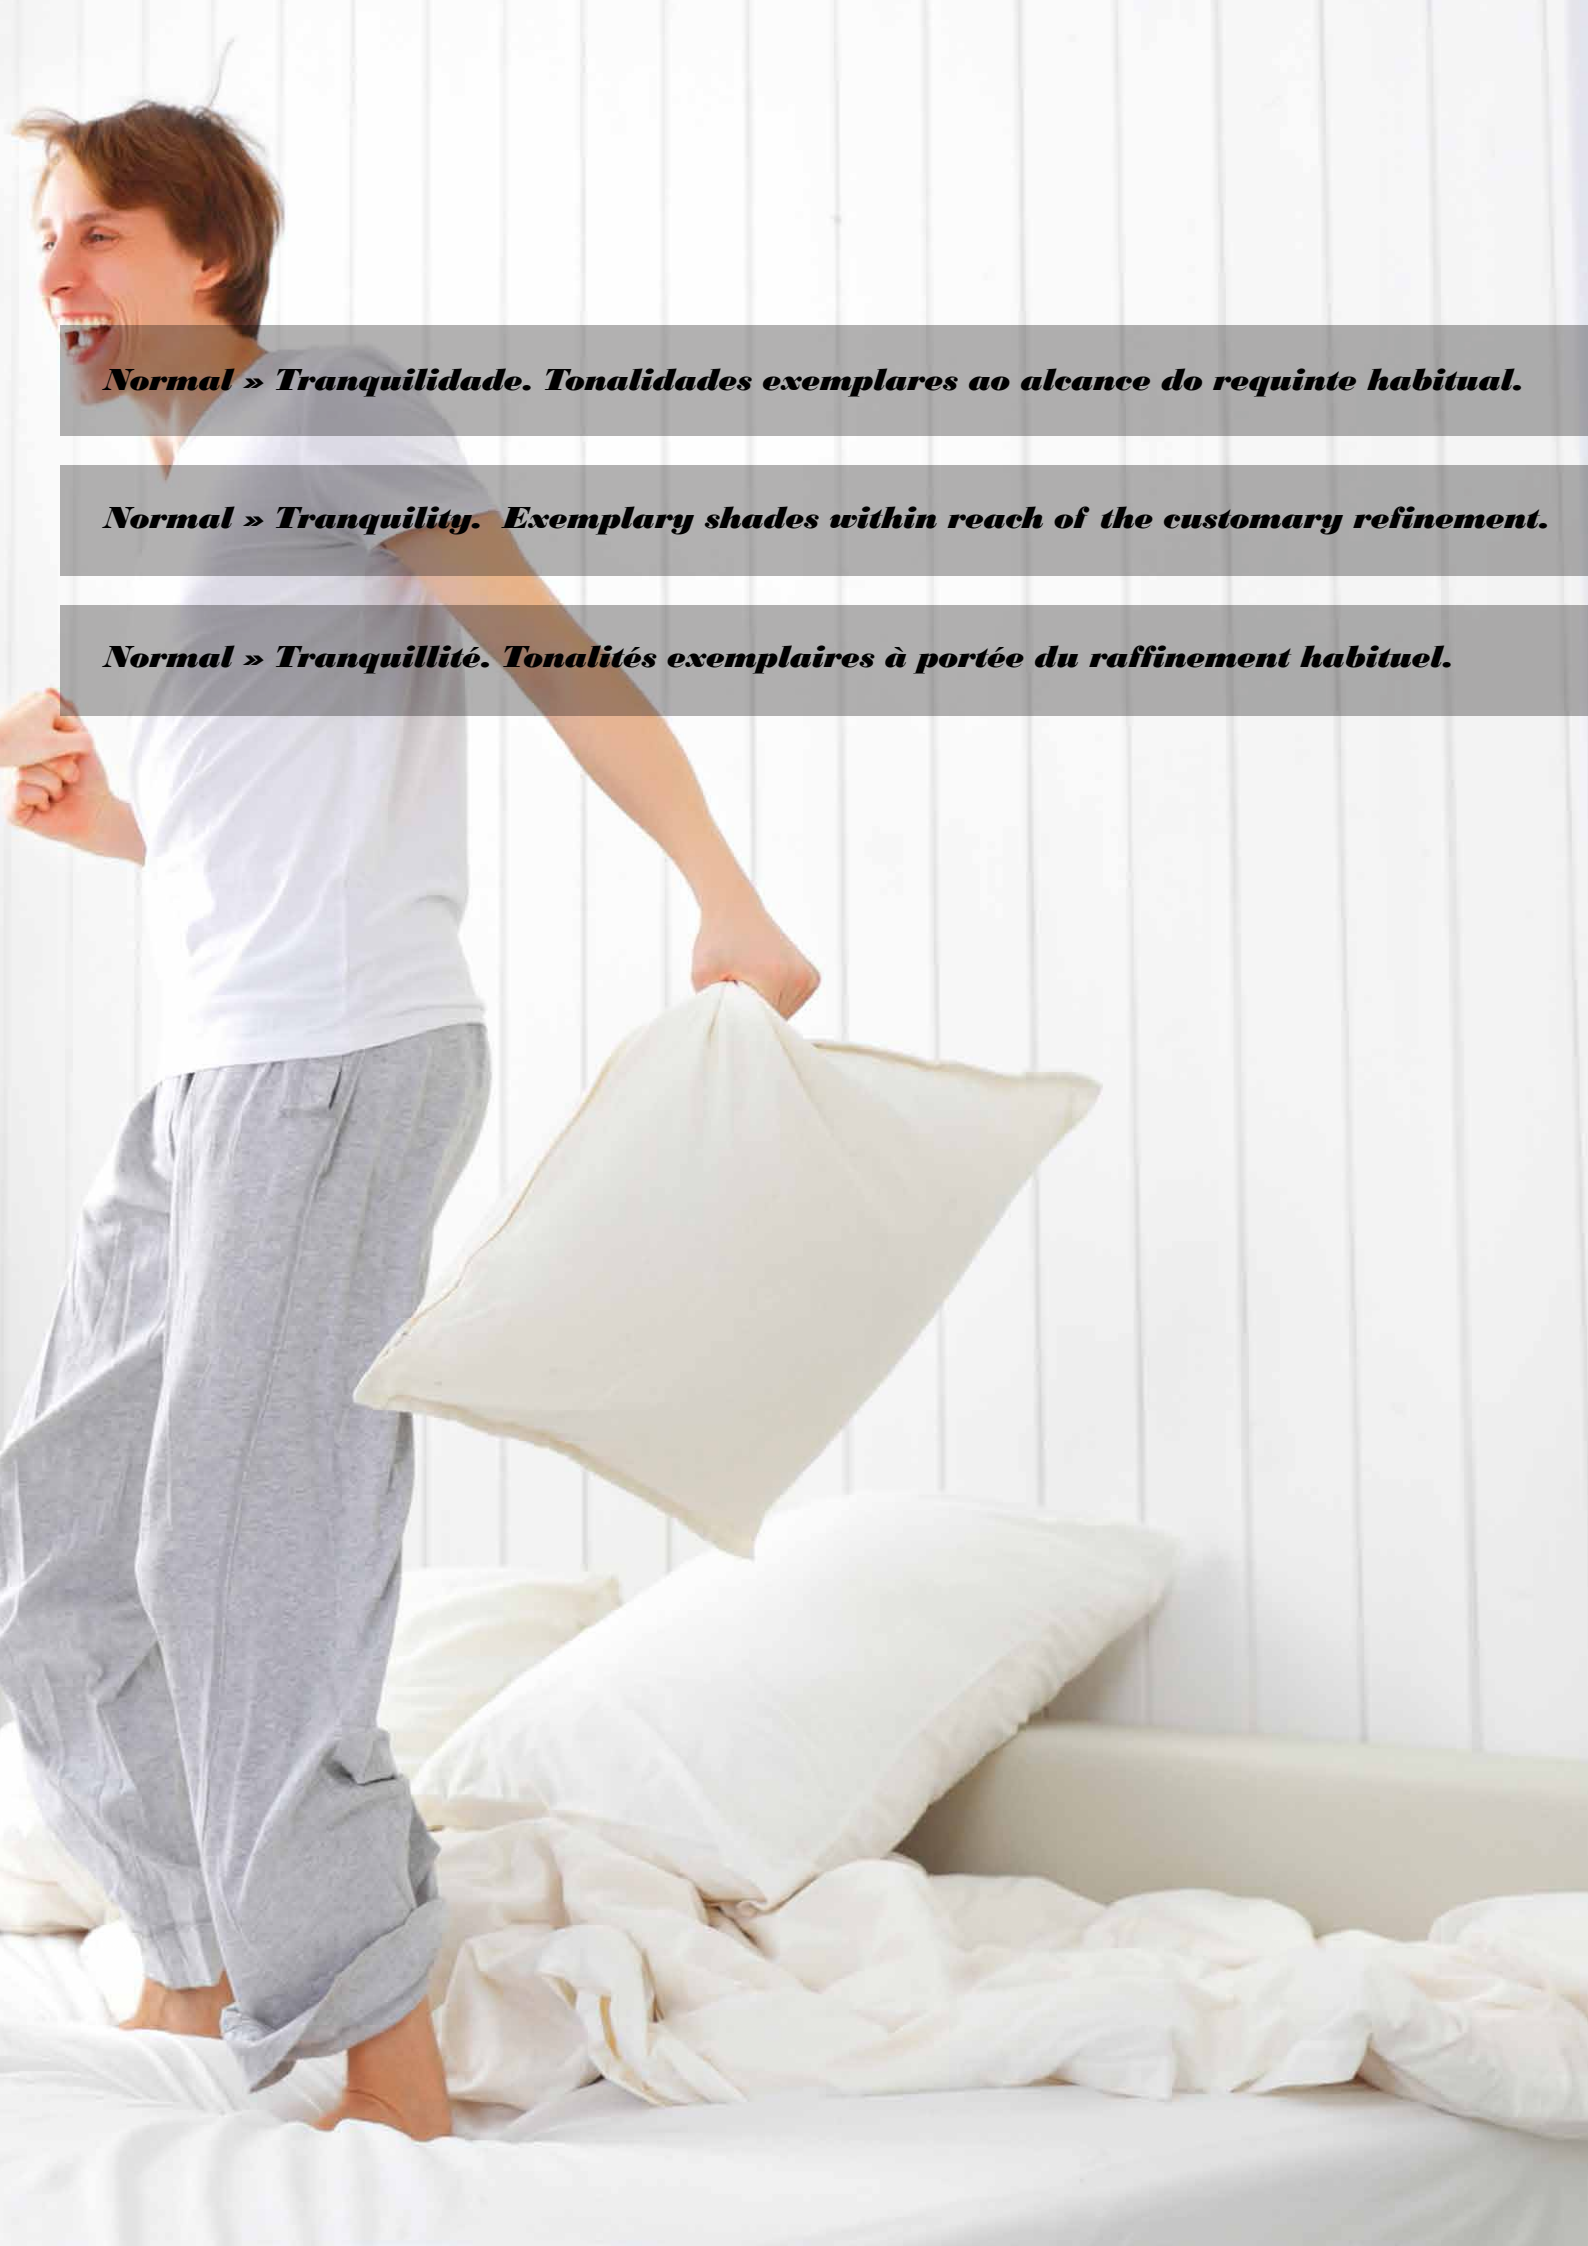 Normal » Tranquilidade. Tonalidades exemplares ao alcance do requinte habitual.
Normal » Tranquility. Exemplary shades within reach of the customary refinement.
Normal » Tranquillité. Tonalités exemplaires à portée du raffinement habituel.